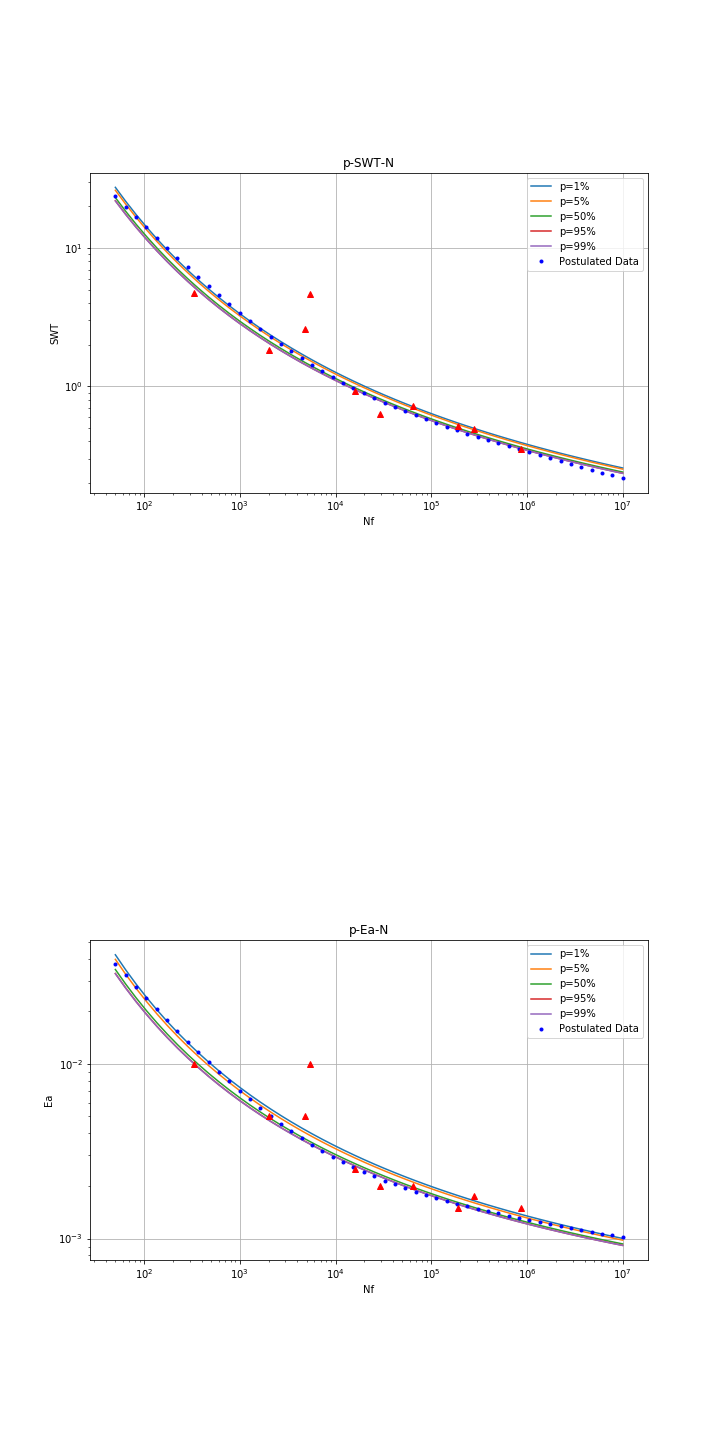 p-SWT-N
p=1%
p=5%
p=50%
p=95%
p=99%
Postulated Data
SWT
10¹
10⁰
10²
10³
10⁴
10⁵
10⁶
10⁷
Nf
p-Ea-N
p=1%
p=5%
p=50%
p=95%
p=99%
Postulated Data
Ea
10⁻²
10⁻³
10²
10³
10⁴
10⁵
10⁶
10⁷
Nf